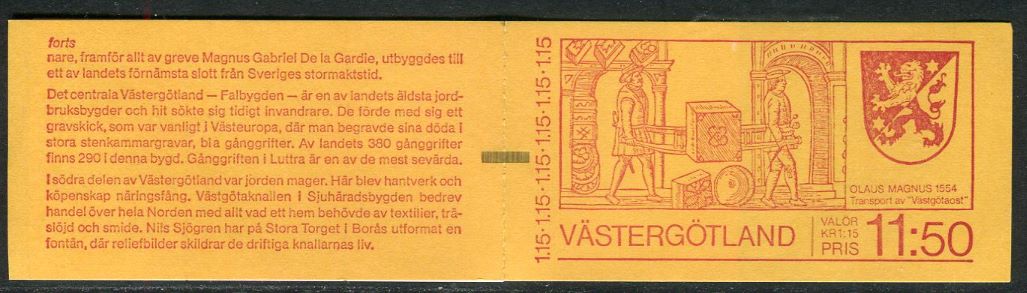 forts
nare, framför allt av greve Magnus Gabriel De la Gardie, utbyggdes till
ett av landets förnämsta slott från Sveriges stormaktstid.
Det centrala Västergötland — Falbygden — är en av landets äldsta jord-
bruksbygder och hit sökte sig tidigt invandrare. De förde med sig ett
gravskick, som var vanligt i Västeuropa, där man begravde sina döda i
stora stenkammargravar, bl a gånggrifter. Av landets 380 gånggrifter
finns 290 i denna bygd. Gånggriften i Luttra är en av de mest sevärda.
I södra delen av Västergötland var jorden mager. Här blev hantverk och
köpenskap näringsfång. Västgötaknallen i Sjuhäradsbygden bedrev
handel över hela Norden med allt vad ett hem behövde av textilier, trä-
slöjd och smide. Nils Sjögren har på Stora Torget i Borås utformat en
fontän, där reliefbilder skildrar de driftiga knallarnas liv.
1.15·1.15·1.15·1.15·1.15·1.15
OLAUS MAGNUS 1554
Transport av "Västgötaost"
VÄSTERGÖTLAND
VALÖR
KR 1:15
PRIS 11:50